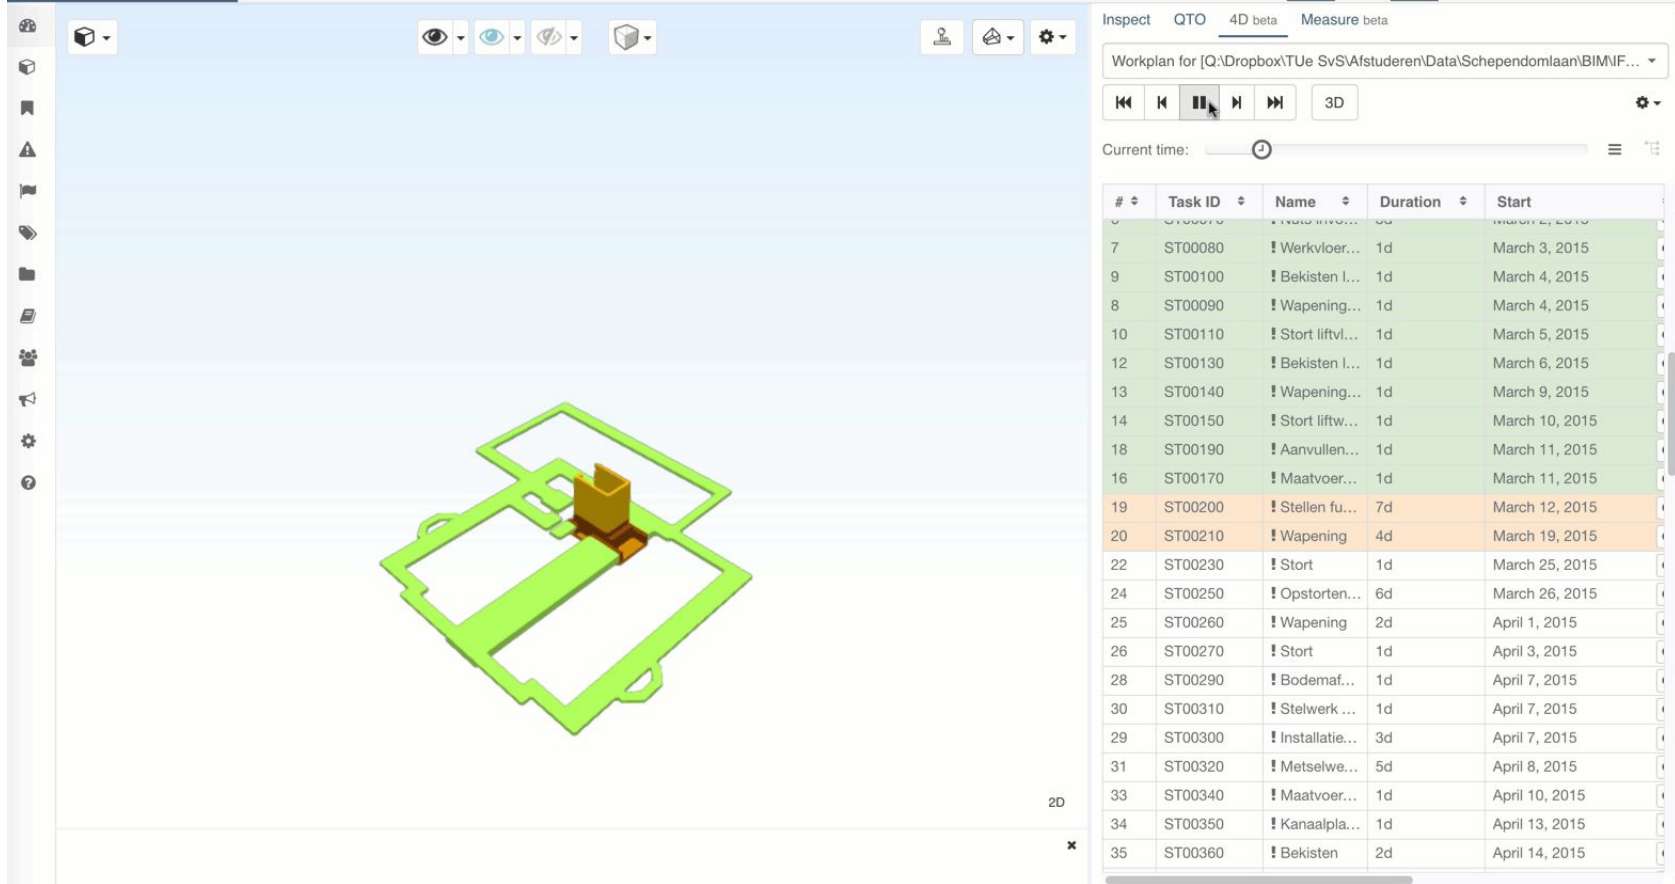 Inspect QTO 4D beta Measure beta
Workplan for [Q:\Dropbox\TUe SvS\Afstuderen\Data\Schependomlaan\BIM\IF...
3D
Current time:
# Task ID Name Duration Start
7 ST00080 ! Werkvloer... 1d March 3, 2015
9 ST00100 ! Bekisten l... 1d March 4, 2015
8 ST00090 ! Wapening... 1d March 4, 2015
10 ST00110 ! Stort liftvl... 1d March 5, 2015
12 ST00130 ! Bekisten l... 1d March 6, 2015
13 ST00140 ! Wapening... 1d March 9, 2015
14 ST00150 ! Stort liftw... 1d March 10, 2015
18 ST00190 ! Aanvullen... 1d March 11, 2015
16 ST00170 ! Maatvoer... 1d March 11, 2015
19 ST00200 ! Stellen fu... 7d March 12, 2015
20 ST00210 ! Wapening 4d March 19, 2015
22 ST00230 ! Stort 1d March 25, 2015
24 ST00250 ! Opstorten... 6d March 26, 2015
25 ST00260 ! Wapening 2d April 1, 2015
26 ST00270 ! Stort 1d April 3, 2015
28 ST00290 ! Bodemaf... 1d April 7, 2015
30 ST00310 ! Stelwerk ... 1d April 7, 2015
29 ST00300 ! Installatie... 3d April 7, 2015
31 ST00320 ! Metselwe... 5d April 8, 2015
33 ST00340 ! Maatvoer... 1d April 10, 2015
34 ST00350 ! Kanaalpla... 1d April 13, 2015
35 ST00360 ! Bekisten 2d April 14, 2015
2D